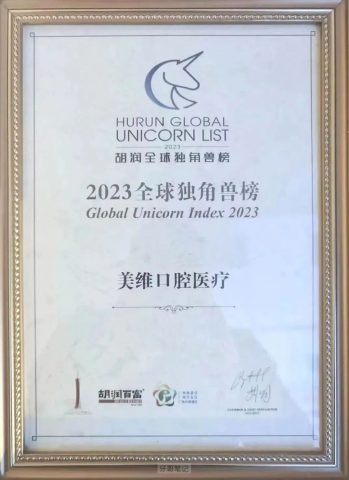 HURUN GLOBAL
UNICORN LIST
2023
胡润全球独角兽榜
2023全球独角兽榜
Global Unicorn Index 2023
美维口腔医疗
胡润百富